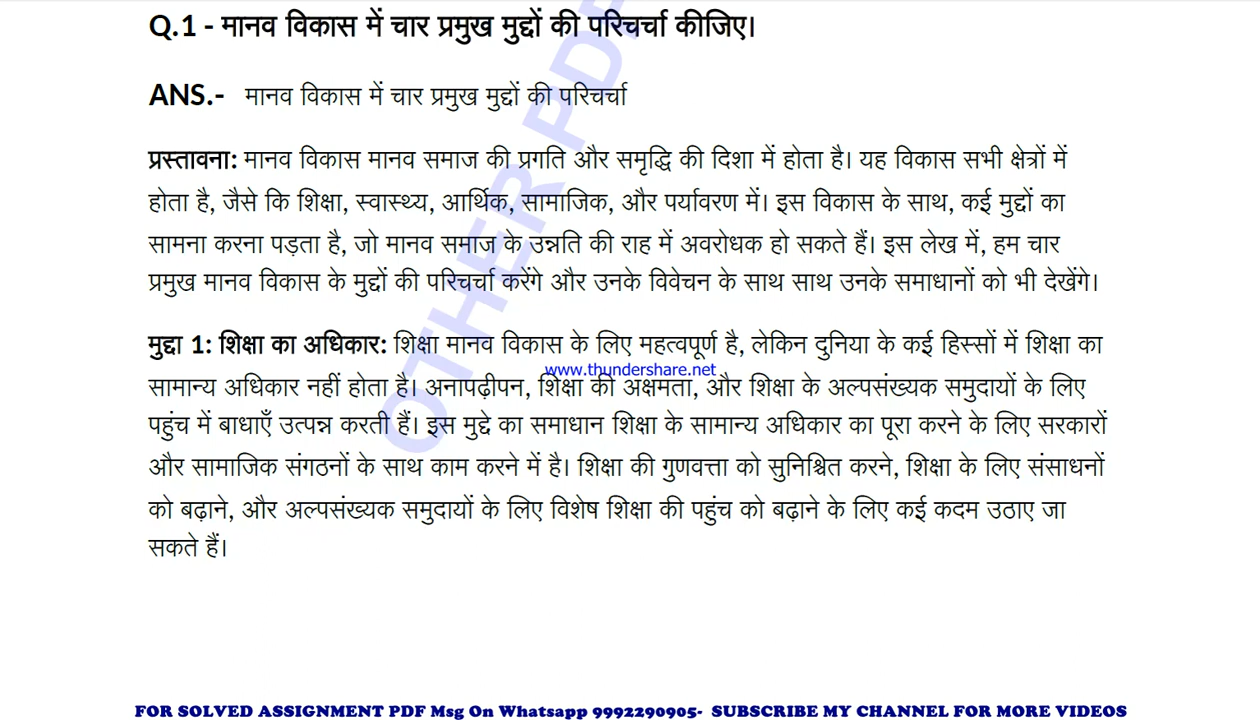 Q.1 - मानव विकास में चार प्रमुख मुद्दों की परिचर्चा कीजिए।
ANS.- मानव विकास में चार प्रमुख मुद्दों की परिचर्चा
प्रस्तावना: मानव विकास मानव समाज की प्रगति और समृद्धि की दिशा में होता है। यह विकास सभी क्षेत्रों में
होता है, जैसे कि शिक्षा, स्वास्थ्य, आर्थिक, सामाजिक, और पर्यावरण में। इस विकास के साथ, कई मुद्दों का
सामना करना पड़ता है, जो मानव समाज के उन्नति की राह में अवरोधक हो सकते हैं। इस लेख में, हम चार
प्रमुख मानव विकास के मुद्दों की परिचर्चा करेंगे और उनके विवेचन के साथ साथ उनके समाधानों को भी देखेंगे।
मुद्दा 1: शिक्षा का अधिकार: शिक्षा मानव विकास के लिए महत्वपूर्ण है, लेकिन दुनिया के कई हिस्सों में शिक्षा का
www.thundershare.net
सामान्य अधिकार नहीं होता है। अनापढ़ीपन, शिक्षा की अक्षमता, और शिक्षा के अल्पसंख्यक समुदायों के लिए
पहुंच में बाधाएँ उत्पन्न करती हैं। इस मुद्दे का समाधान शिक्षा के सामान्य अधिकार का पूरा करने के लिए सरकारों
और सामाजिक संगठनों के साथ काम करने में है। शिक्षा की गुणवत्ता को सुनिश्चित करने, शिक्षा के लिए संसाधनों
को बढ़ाने, और अल्पसंख्यक समुदायों के लिए विशेष शिक्षा की पहुंच को बढ़ाने के लिए कई कदम उठाए जा
सकते हैं।
OTHER PDF
FOR SOLVED ASSIGNMENT PDF Msg On Whatsapp 9992290905- SUBSCRIBE MY CHANNEL FOR MORE VIDEOS